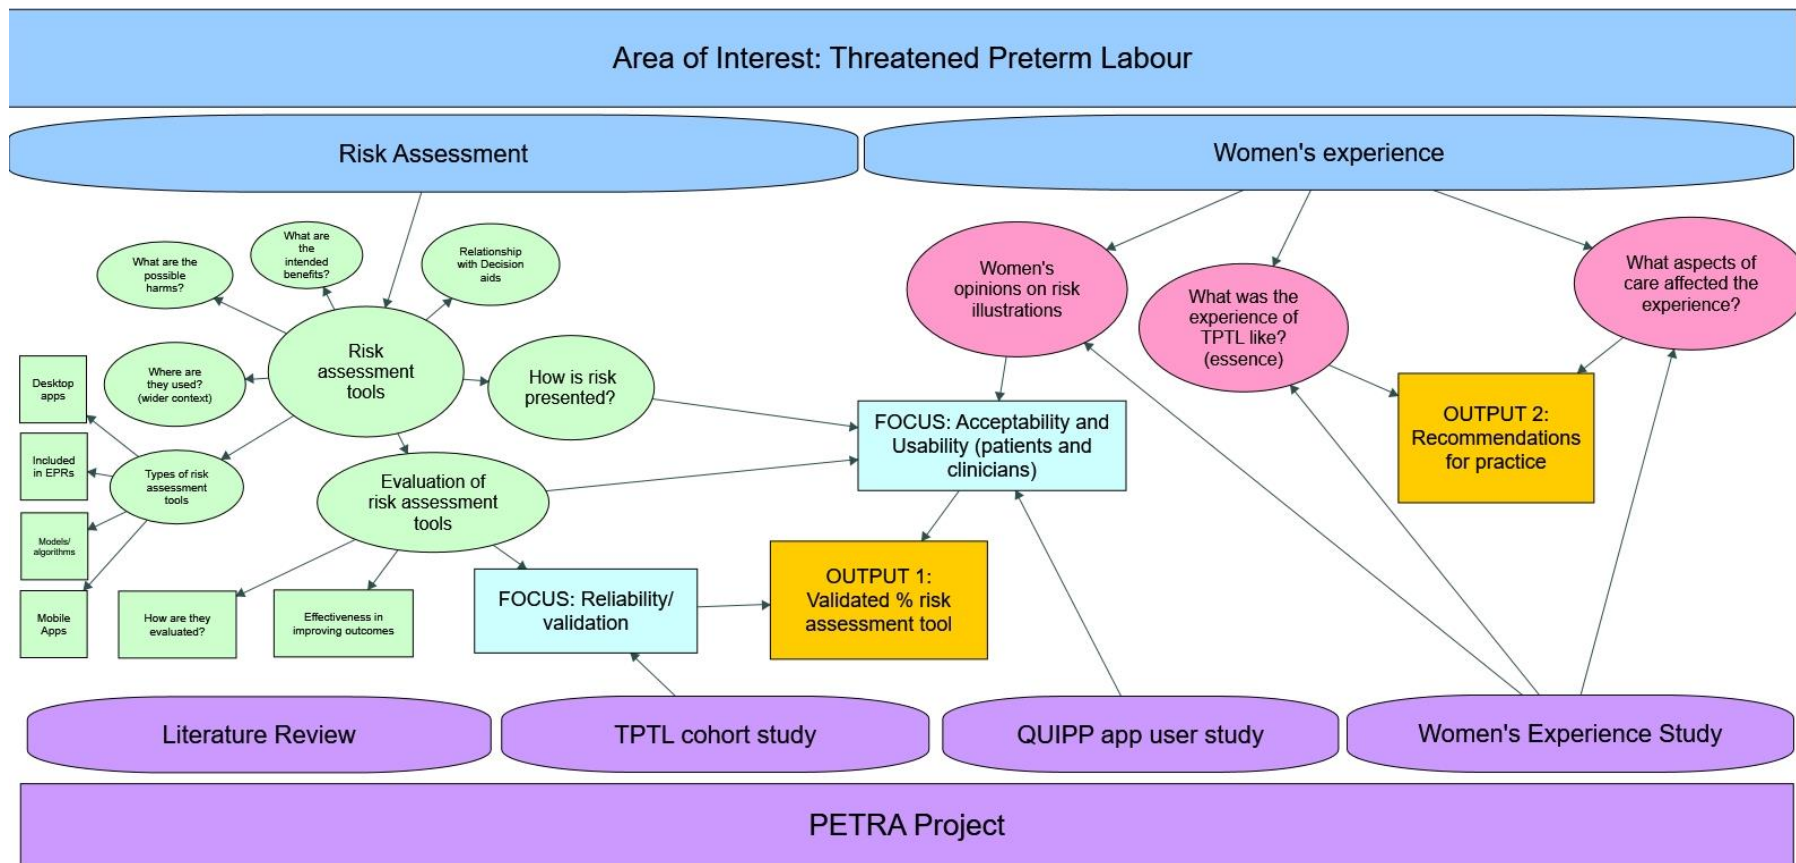 Area of Interest: Threatened Preterm Labour
Risk Assessment
Women's experience
What are the
possible
harms?
What are
the
intended
benefits?
Relationship
with Decision
aids
Women's
opinions on risk
illustrations
What was the
experience of
TPTL like?
(essence)
What aspects of
care affected the
experience?
Desktop
apps
Where are
they used?
(wider context)
Risk
assessment
tools
How is risk
presented?
FOCUS: Acceptability and
Usability (patients and
clinicians)
OUTPUT 2:
Recommendations
for practice
Included
in EPRs
Types of risk
assessment
tools
Evaluation of
risk assessment
tools
Models/
algorithms
Mobile
Apps
How are they
evaluated?
Effectiveness in
improving outcomes
FOCUS: Reliability/
validation
OUTPUT 1:
Validated % risk
assessment tool
Literature Review
TPTL cohort study
QUIPP app user study
Women's Experience Study
PETRA Project